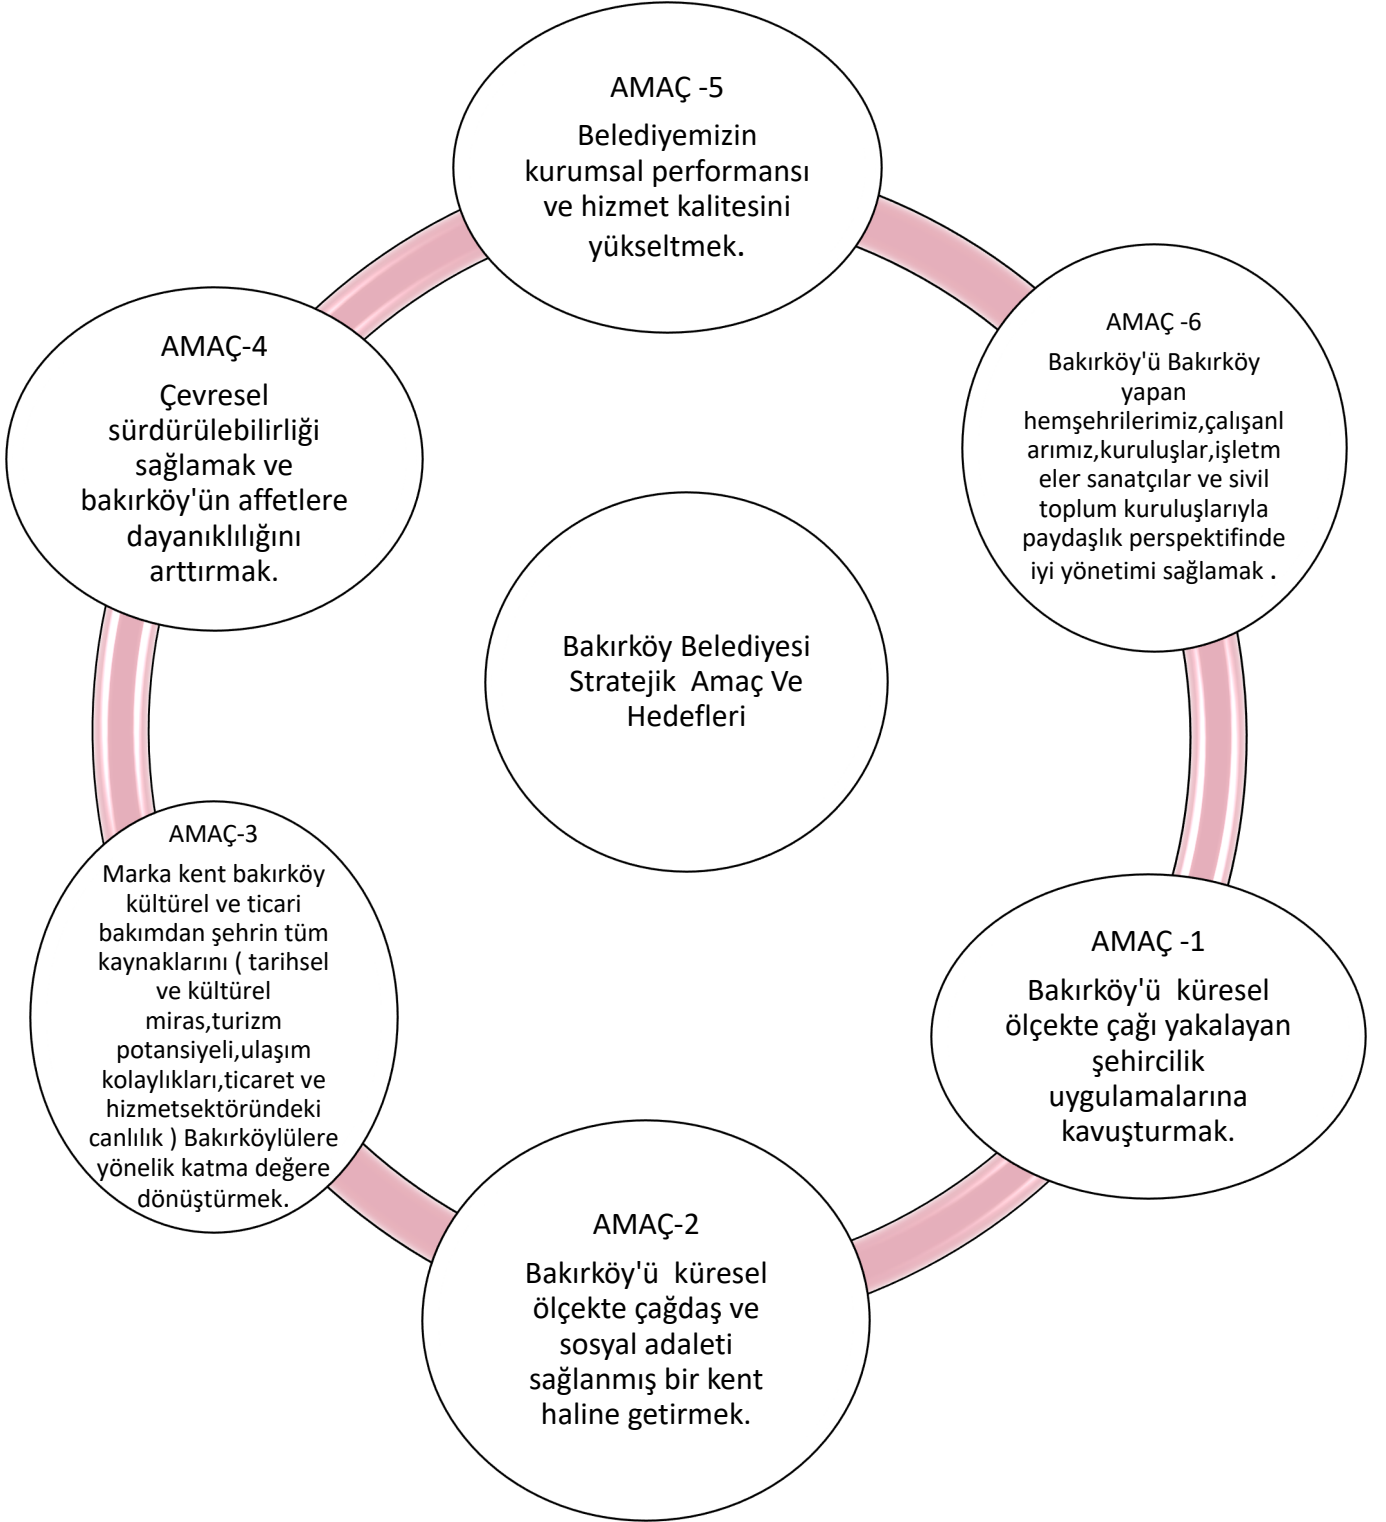 AMAÇ -5
Belediyemizin
kurumsal performansı
ve hizmet kalitesini
yükseltmek.
AMAÇ -6
Bakırköy'ü Bakırköy
yapan
hemşehrilerimiz,çalışanl
arımız,kuruluşlar,işletm
eler sanatçılar ve sivil
toplum kuruluşlarıyla
paydaşlık perspektifinde
iyi yönetimi sağlamak .
AMAÇ-4
Çevresel
sürdürülebilirliği
sağlamak ve
bakırköy'ün affetlere
dayanıklılığını
arttırmak.
Bakırköy Belediyesi
Stratejik  Amaç Ve
Hedefleri
AMAÇ-3
Marka kent bakırköy
kültürel ve ticari
bakımdan şehrin tüm
kaynaklarını ( tarihsel
ve kültürel
miras,turizm
potansiyeli,ulaşım
kolaylıkları,ticaret ve
hizmetsektöründeki
canlılık ) Bakırköylülere
yönelik katma değere
dönüştürmek.
AMAÇ -1
Bakırköy'ü  küresel
ölçekte çağı yakalayan
şehircilik
uygulamalarına
kavuşturmak.
AMAÇ-2
Bakırköy'ü  küresel
ölçekte çağdaş ve
sosyal adaleti
sağlanmış bir kent
haline getirmek.